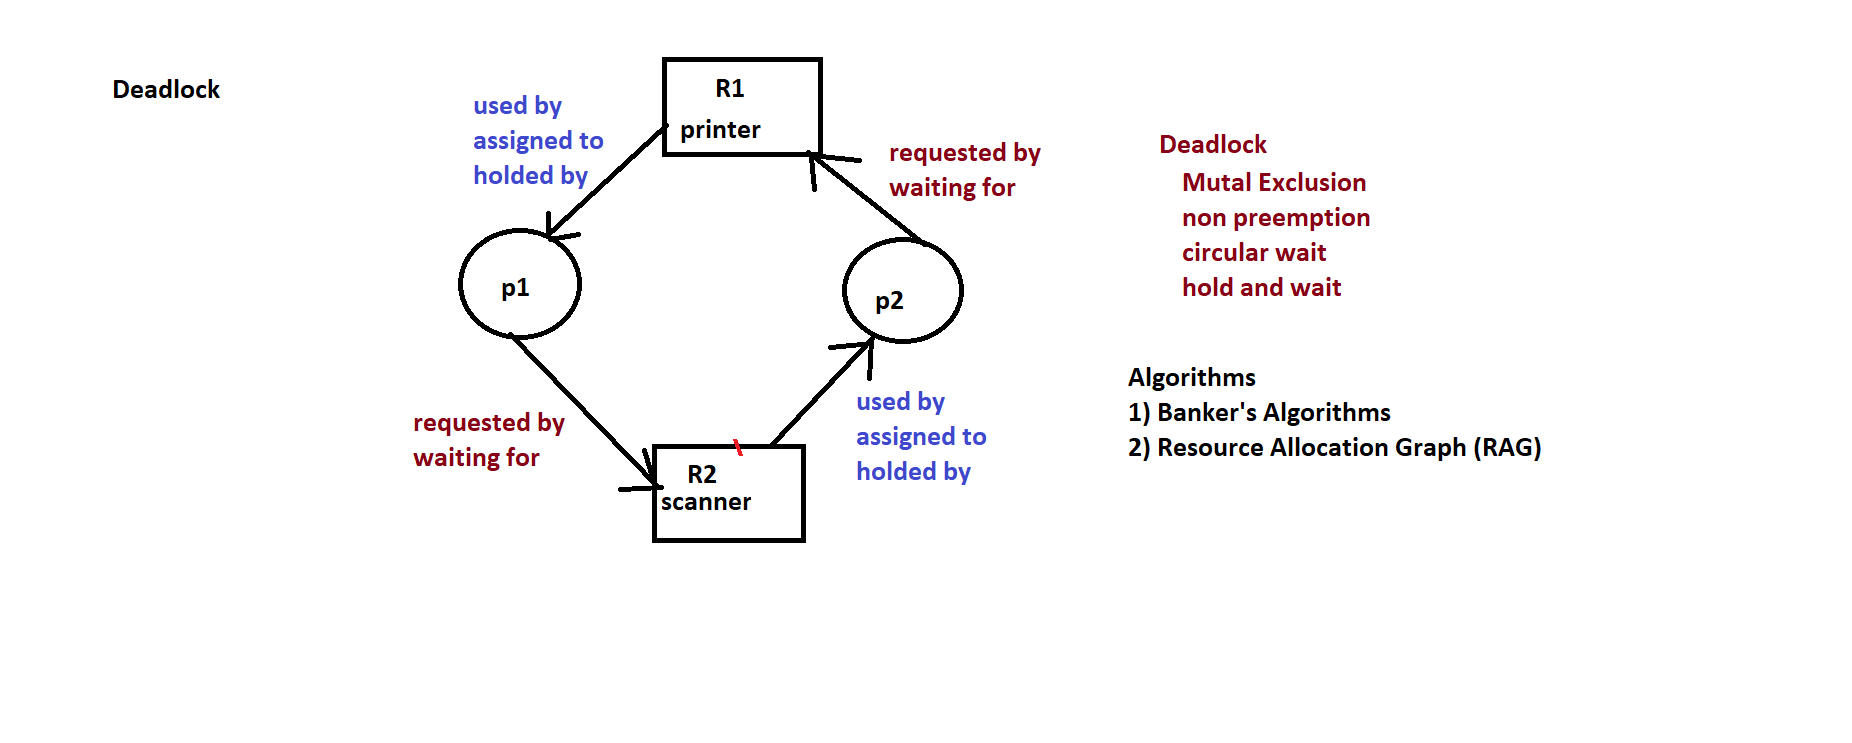 Deadlock
R1
printer
used by
assigned to
holded by
requested by
waiting for
p1
p2
requested by
waiting for
R2
scanner
used by
assigned to
holded by
Deadlock
Mutal Exclusion
non preemption
circular wait
hold and wait
Algorithms
1) Banker's Algorithms
2) Resource Allocation Graph (RAG)